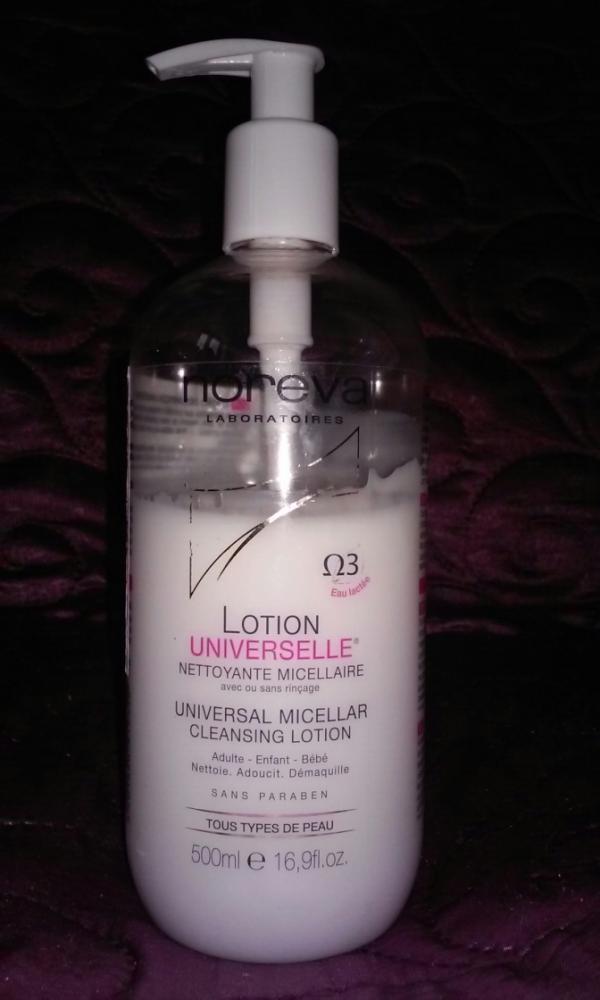 noreva
LABORATOIRES
Ω3
Eau lactée
LOTION
UNIVERSELLE®
NETTOYANTE MICELLAIRE
avec ou sans rinçage
UNIVERSAL MICELLAR
CLEANSING LOTION
Adulte - Enfant - Bébé
Nettoie. Adoucit. Démaquille
SANS PARABEN
TOUS TYPES DE PEAU
500ml e 16,9fl.oz.